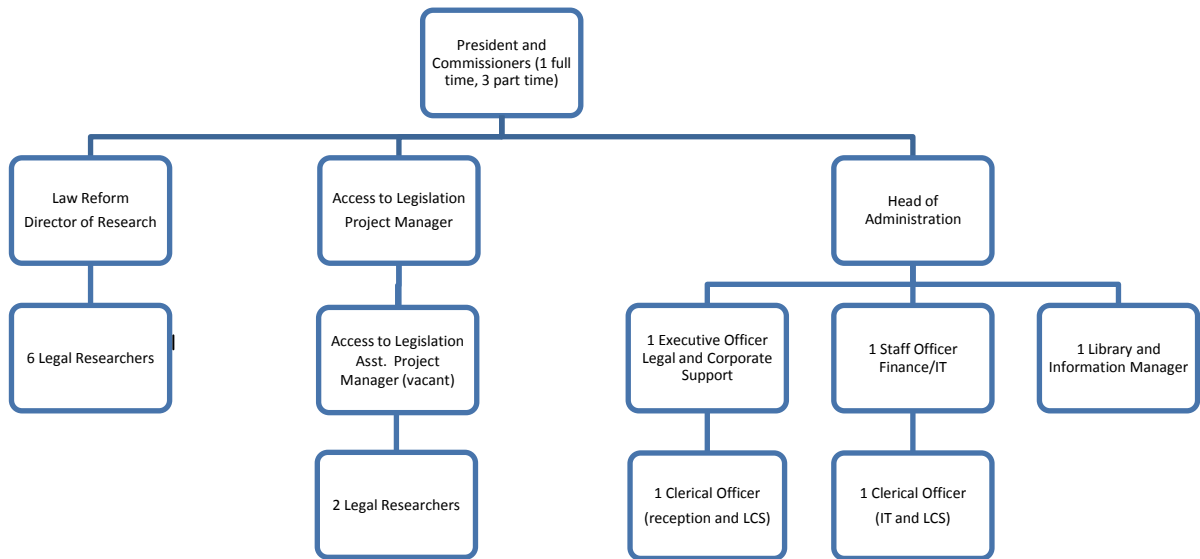 President and
Commissioners (1 full
time, 3 part time)
Law Reform
Director of Research
Access to Legislation
Project Manager
Head of
Administration
6 Legal Researchers
Access to Legislation
Asst. Project
Manager (vacant)
1 Executive Officer
Legal and Corporate
Support
1 Staff Officer
Finance/IT
1 Library and
Information Manager
2 Legal Researchers
1 Clerical Officer
(reception and LCS)
1 Clerical Officer
(IT and LCS)